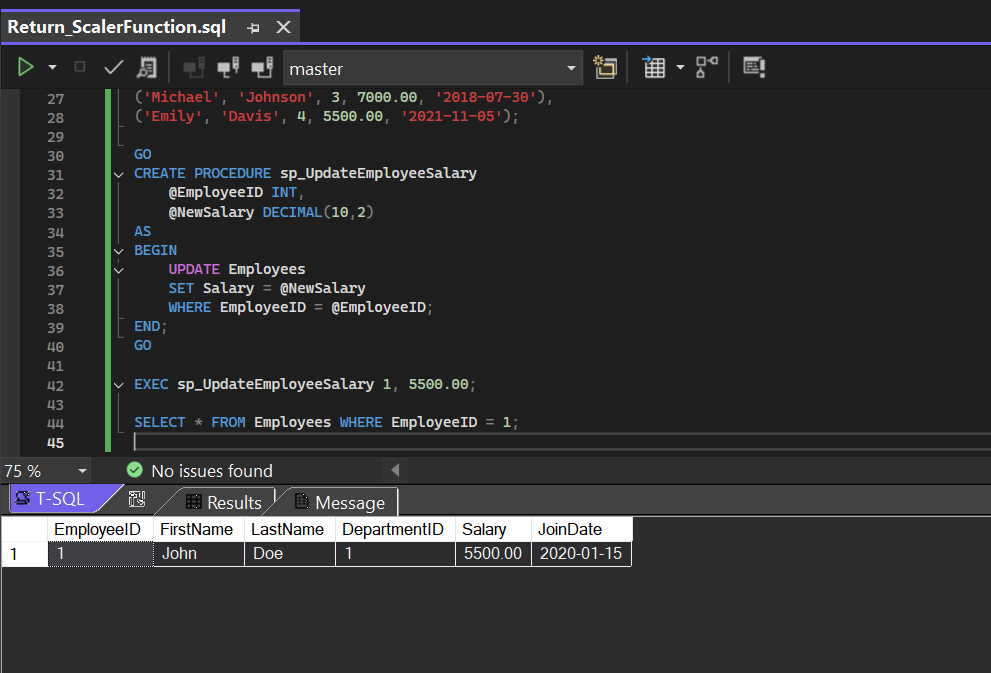 Return_ScalerFunction.sql
master
27 ('Michael', 'Johnson', 3, 7000.00, '2018-07-30'),
28 ('Emily', 'Davis', 4, 5500.00, '2021-11-05');
29
30 GO
31 CREATE PROCEDURE sp_UpdateEmployeeSalary
32 @EmployeeID INT,
33 @NewSalary DECIMAL(10,2)
34 AS
35 BEGIN
36 UPDATE Employees
37 SET Salary = @NewSalary
38 WHERE EmployeeID = @EmployeeID;
39 END;
40 GO
41
42 EXEC sp_UpdateEmployeeSalary 1, 5500.00;
43
44 SELECT * FROM Employees WHERE EmployeeID = 1;
45
75 % No issues found
T-SQL Results Message
EmployeeID FirstName LastName DepartmentID Salary JoinDate
1 1 John Doe 1 5500.00 2020-01-15